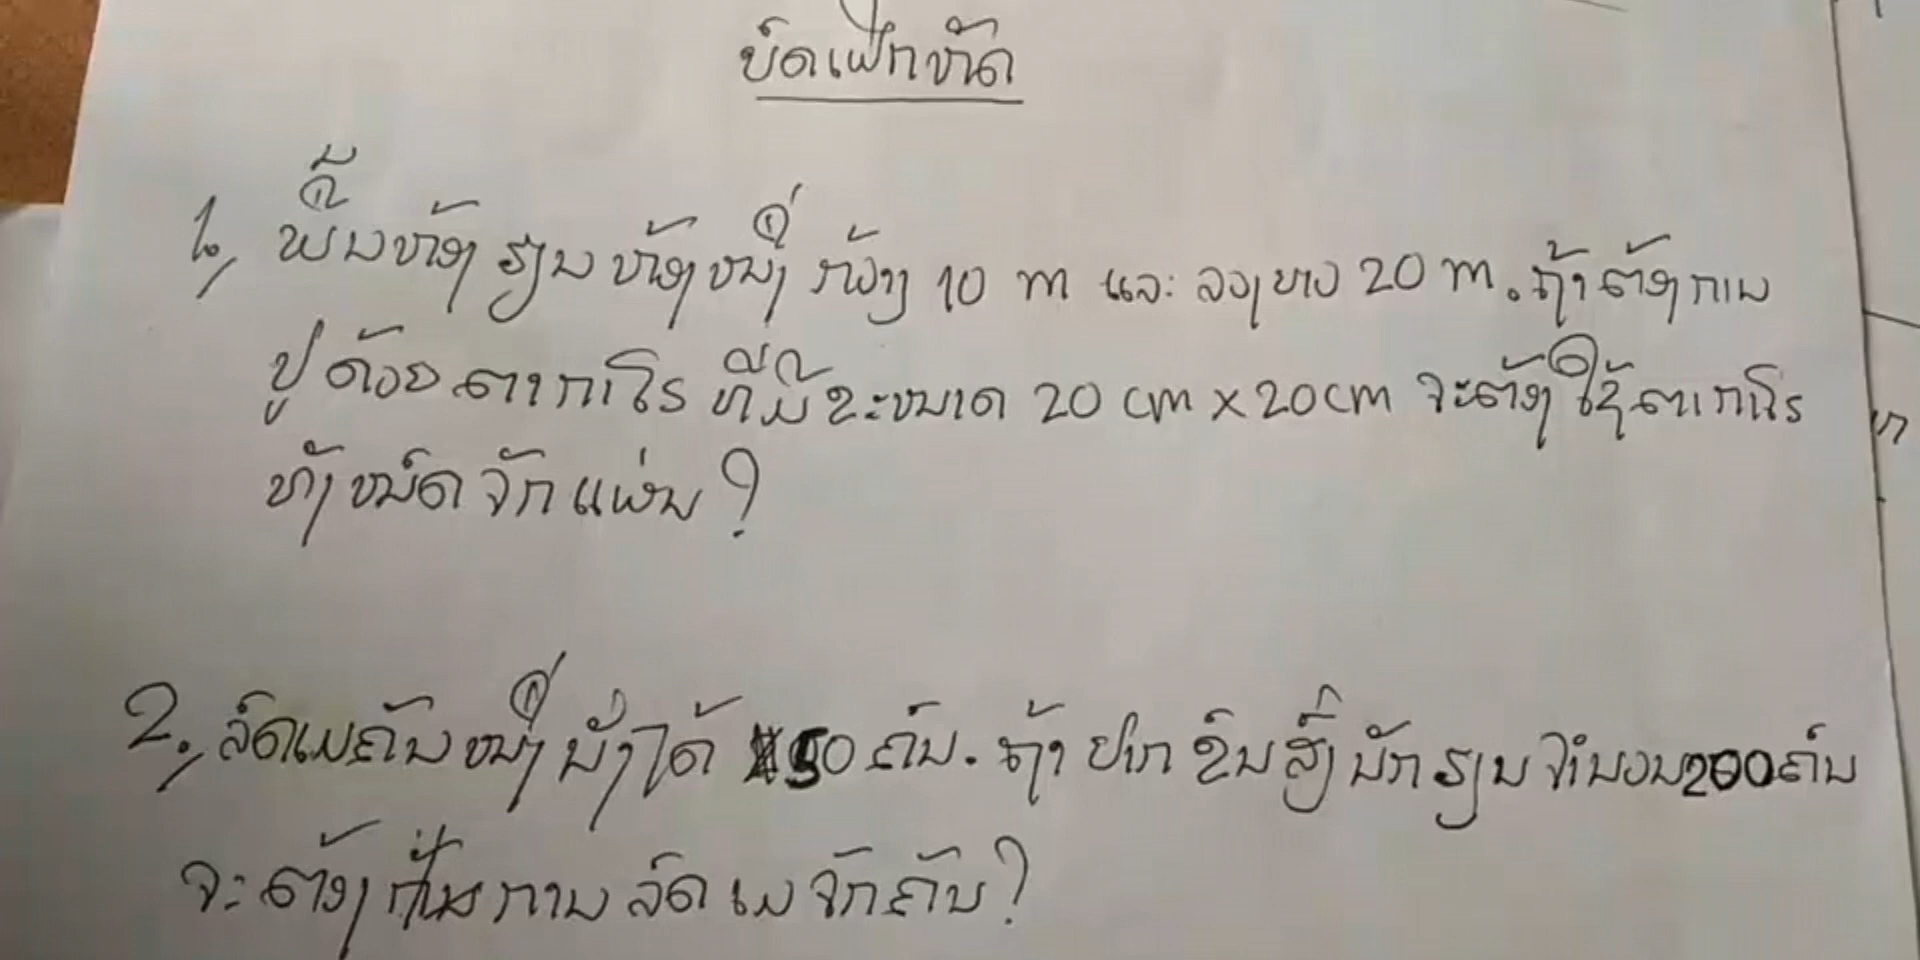 ບົດເຝິກຫັດ
1, ພື້ນຫ້ອງຮຽນຫ້ອງໜຶ່ງ ກ້ວາງ 10 m ແລະ ລວງຍາວ 20 m. ຖ້າຕ້ອງການ
ປູດ້ວຍກາໂຣ ທີ່ມີຂະໜາດ 20 cm x 20 cm ຈະຕ້ອງໃຊ້ກາໂຣ
ທັງໝົດຈັກແຜ່ນ?
2, ລົດເມຄັນໜຶ່ງນັ່ງໄດ້ 50 ຄົນ. ຖ້າຢາກຂົນສົ່ງນັກຮຽນຈຳນວນ 200 ຄົນ
ຈະຕ້ອງການລົດເມຈັກຄັນ?